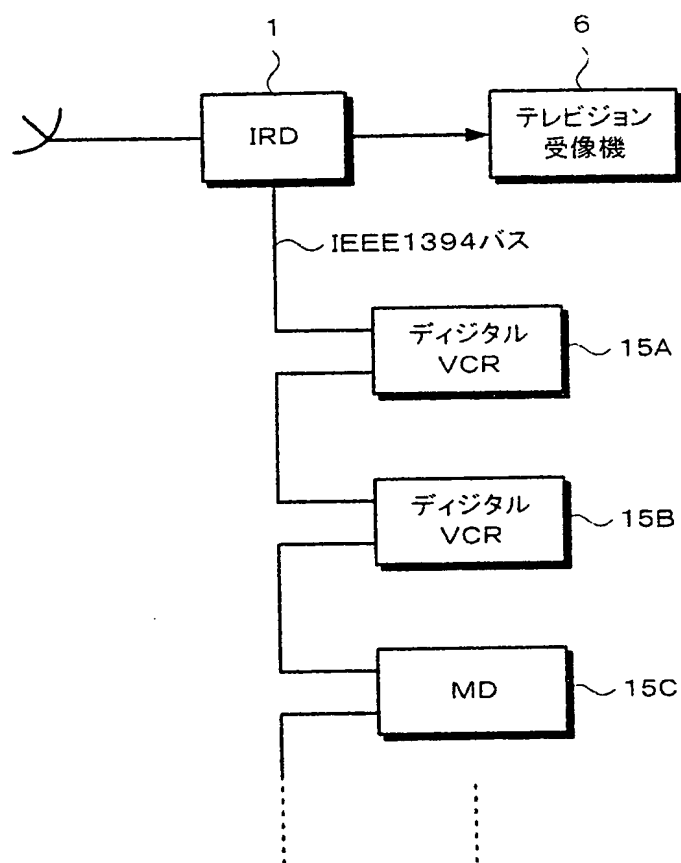 1
6
IRD
テレビジョン
受像機
IEEE1394バス
ディジタル
VCR
15A
ディジタル
VCR
15B
MD
15C